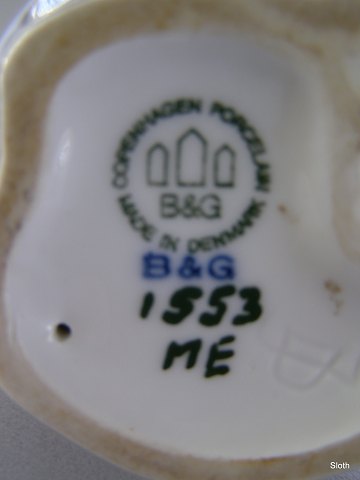 COPENHAGEN PORCELAIN
B&G
MADE IN DENMARK
B&G
1553
ME
Sloth